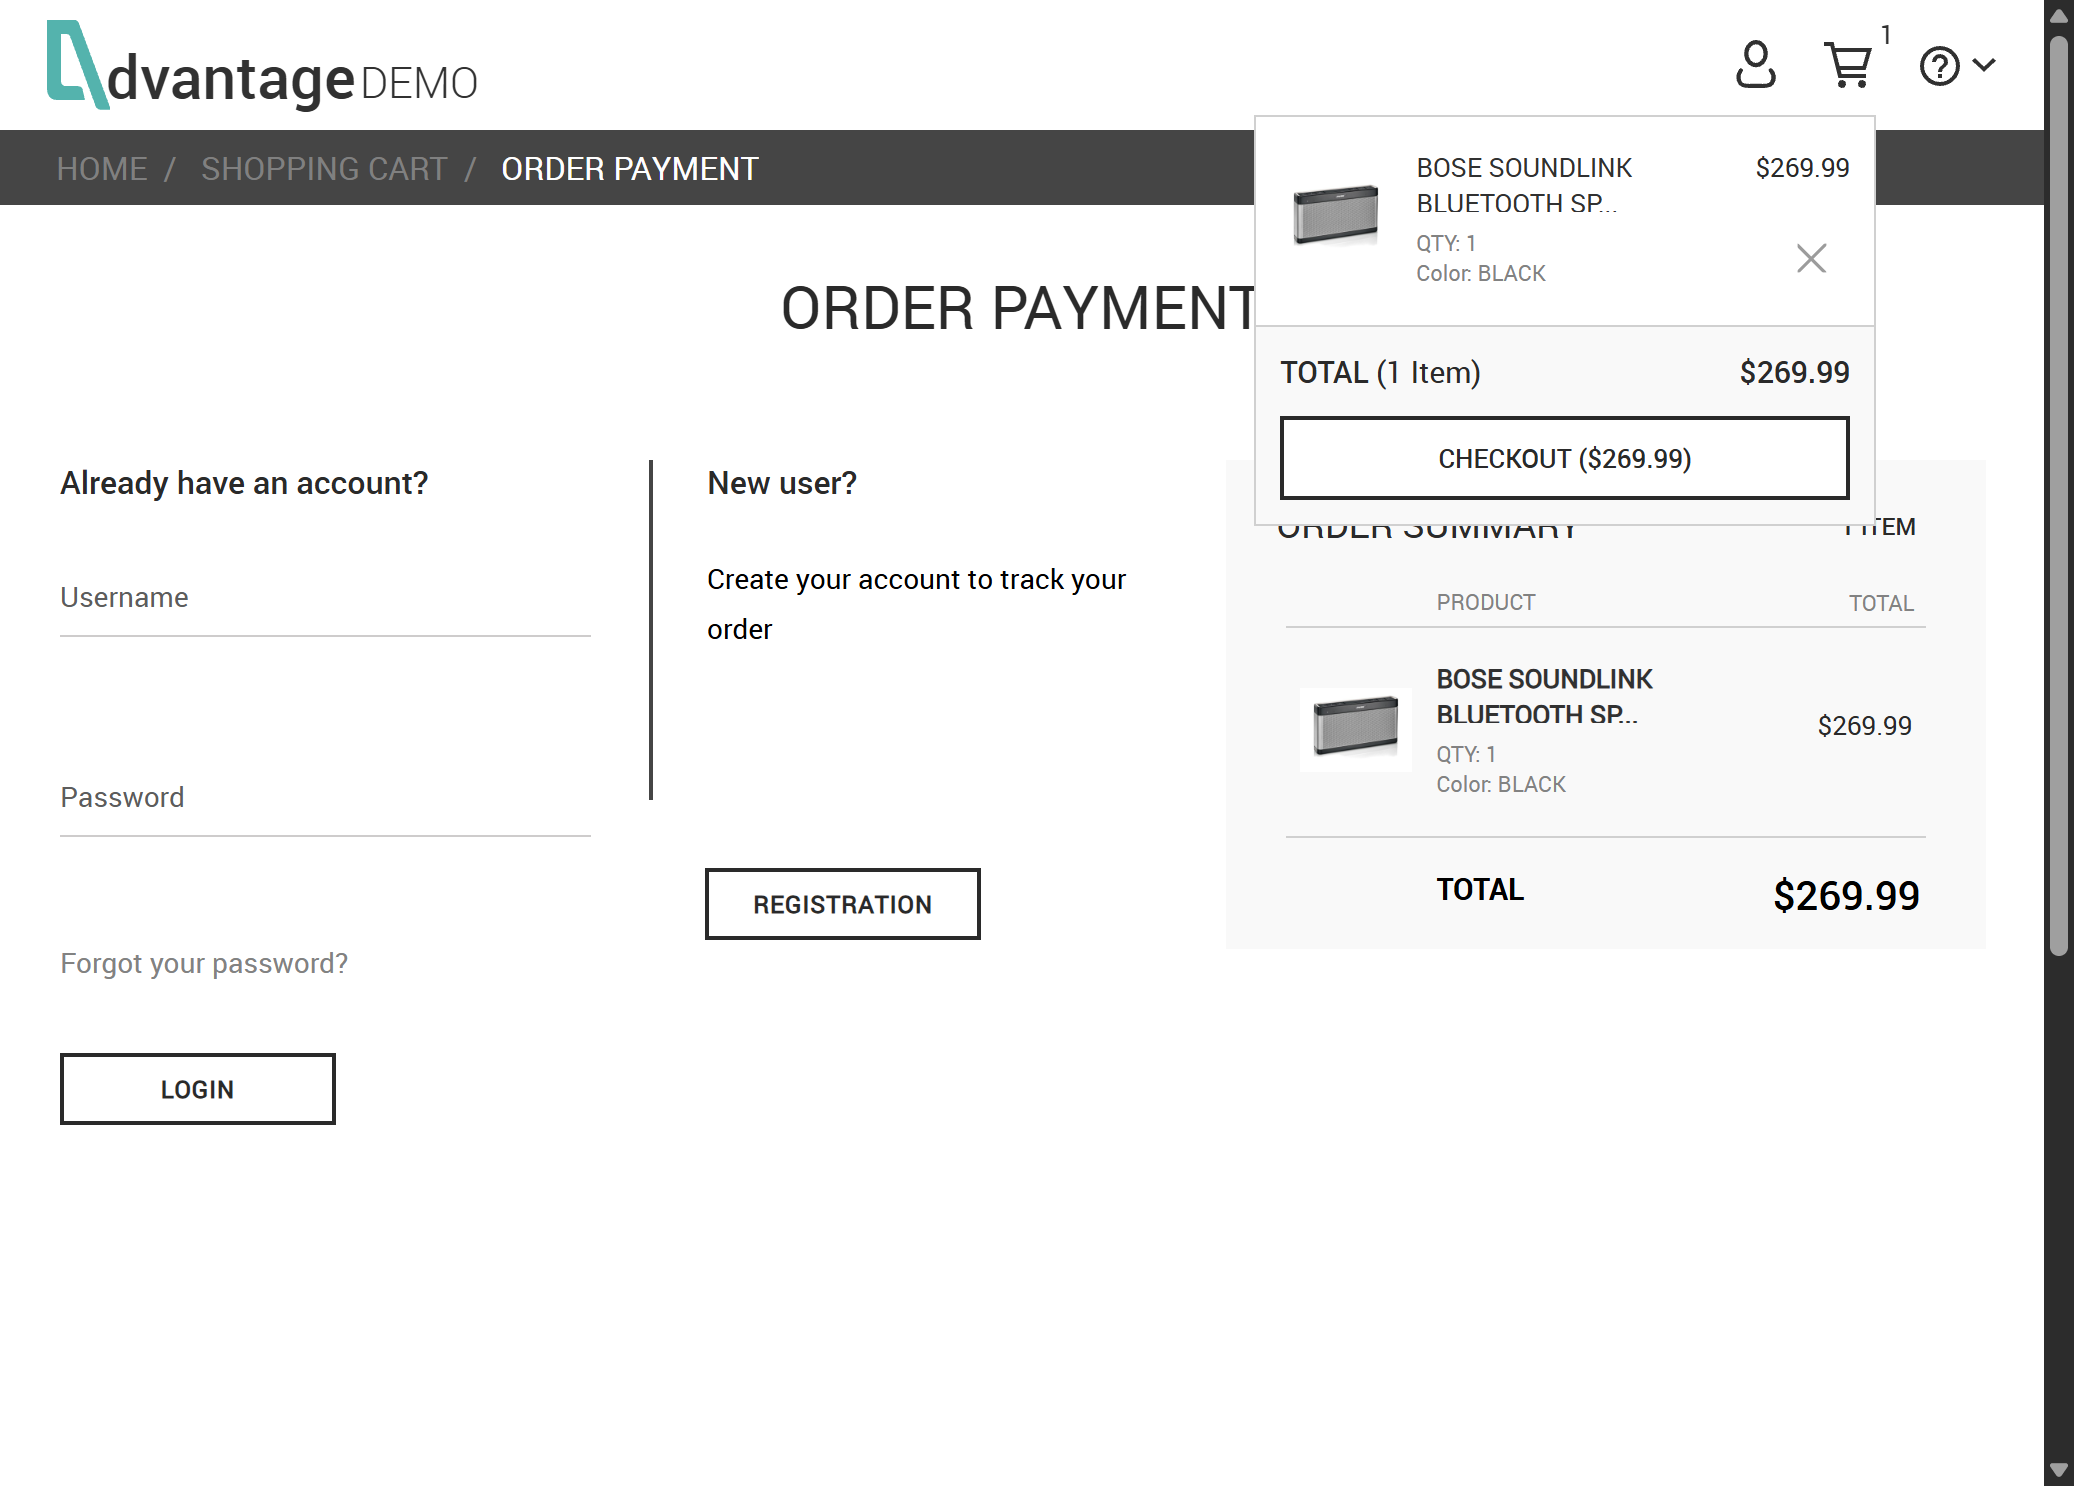 dvantage DEMO
1
HOME / SHOPPING CART / ORDER PAYMENT
BOSE SOUNDLINK
BLUETOOTH SP...
$269.99
QTY: 1
Color: BLACK
TOTAL (1 Item) $269.99
CHECKOUT ($269.99)
ORDER PAYMENT
Already have an account?
Username
Password
Forgot your password?
LOGIN
New user?
Create your account to track your
order
REGISTRATION
ORDER SUMMARY 1 ITEM
PRODUCT TOTAL
BOSE SOUNDLINK
BLUETOOTH SP...
QTY: 1
Color: BLACK
$269.99
TOTAL $269.99